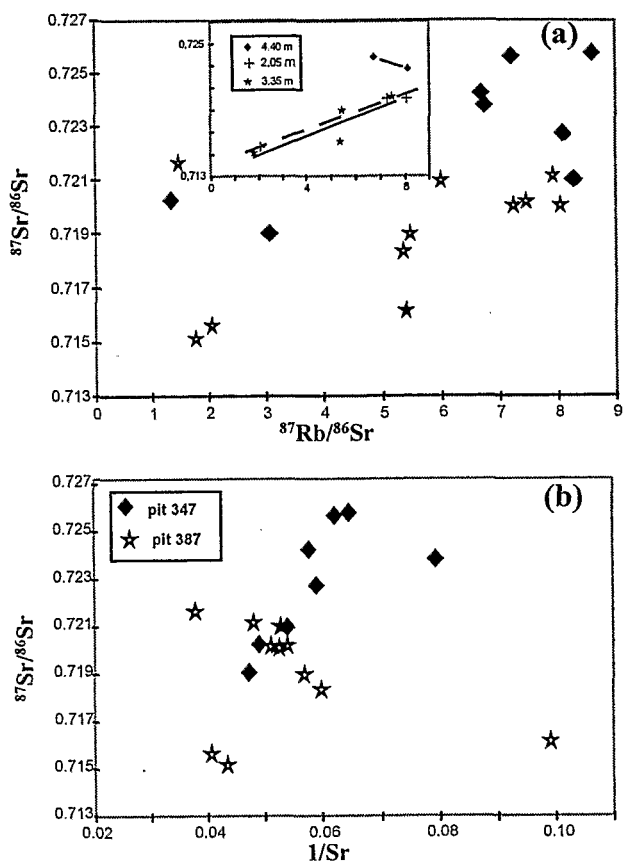 0.727
0.725
0.723
0.721
0.719
0.717
0.715
0.713
⁸⁷Sr/⁸⁶Sr
(a)
0,725
0,713
4.40 m
2.05 m
3.35 m
0 2 4 6 8
0 1 2 3 4 5 6 7 8 9
⁸⁷Rb/⁸⁶Sr
0.727
0.725
0.723
0.721
0.719
0.717
0.715
0.713
⁸⁷Sr/⁸⁶Sr
(b)
pit 347
pit 387
0.02 0.04 0.06 0.08 0.10
1/Sr